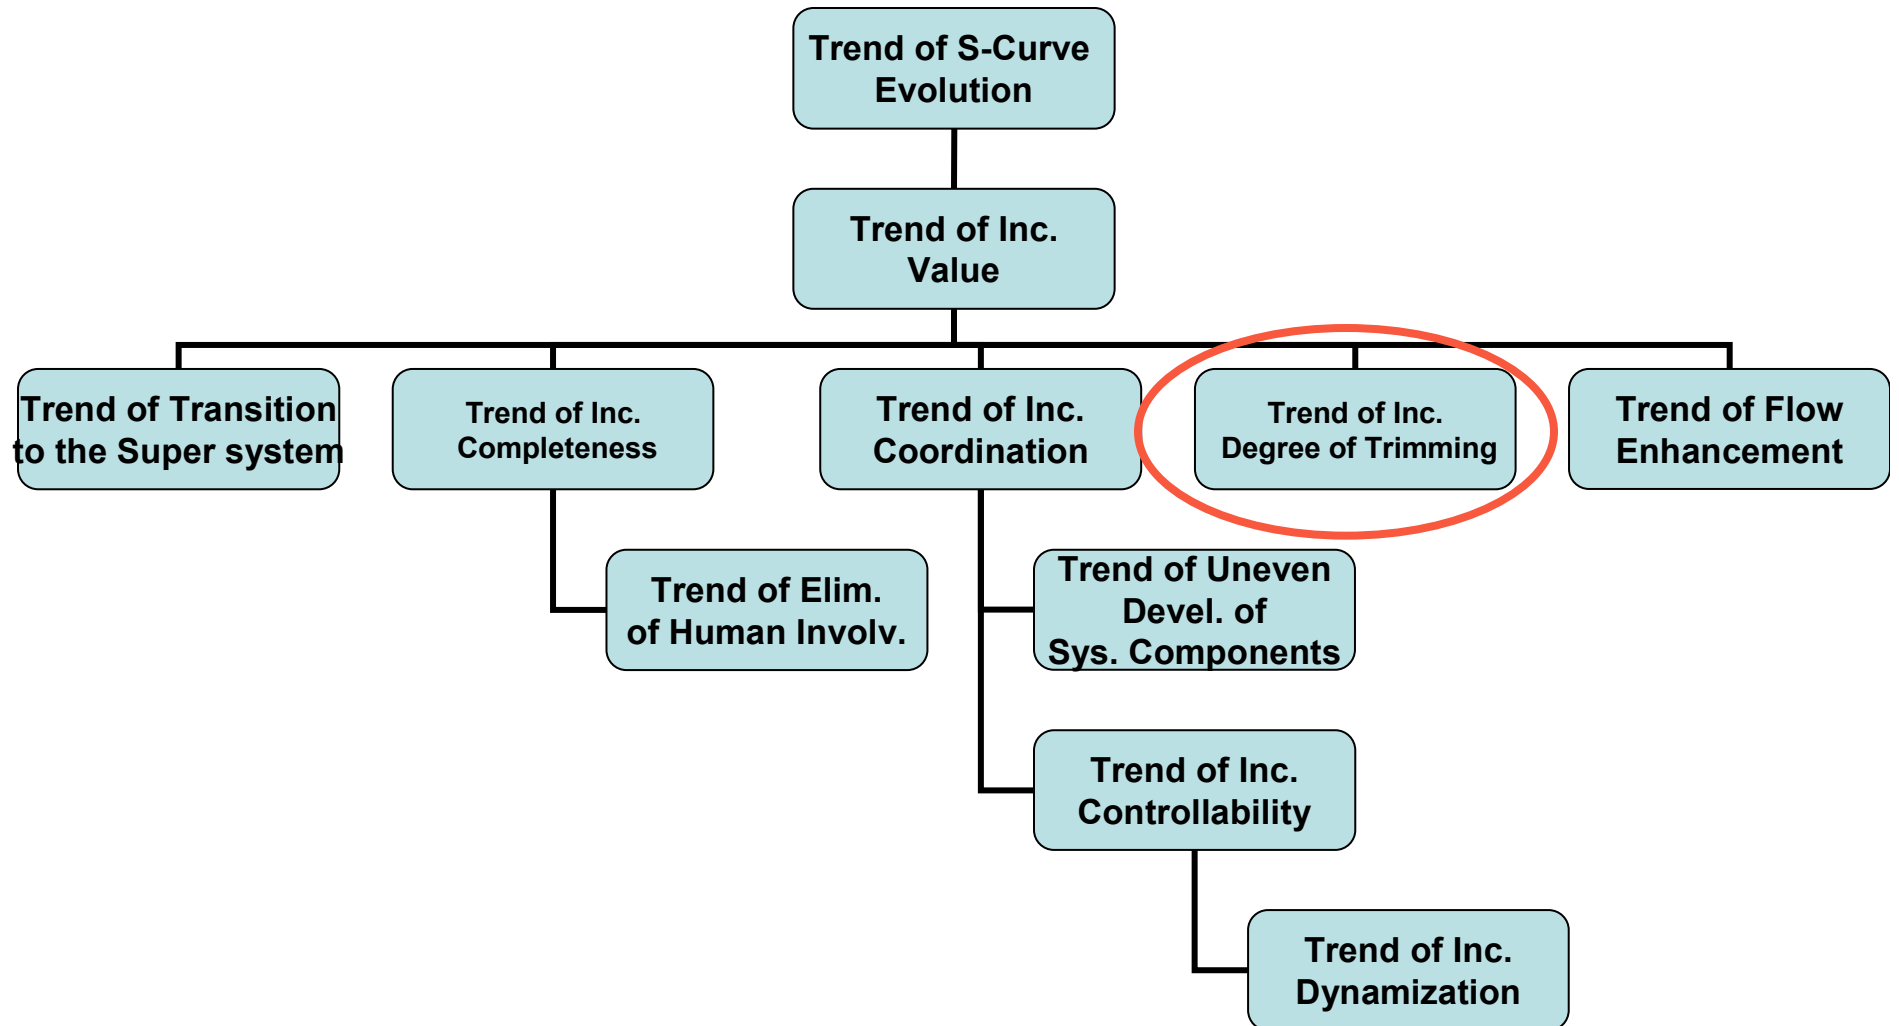 Trend of S-Curve
Evolution
Trend of Inc.
Value
Trend of Transition
to the Super system
Trend of Inc.
Completeness
Trend of Inc.
Coordination
Trend of Inc.
Degree of Trimming
Trend of Flow
Enhancement
Trend of Elim.
of Human Involv.
Trend of Uneven
Devel. of
Sys. Components
Trend of Inc.
Controllability
Trend of Inc.
Dynamization